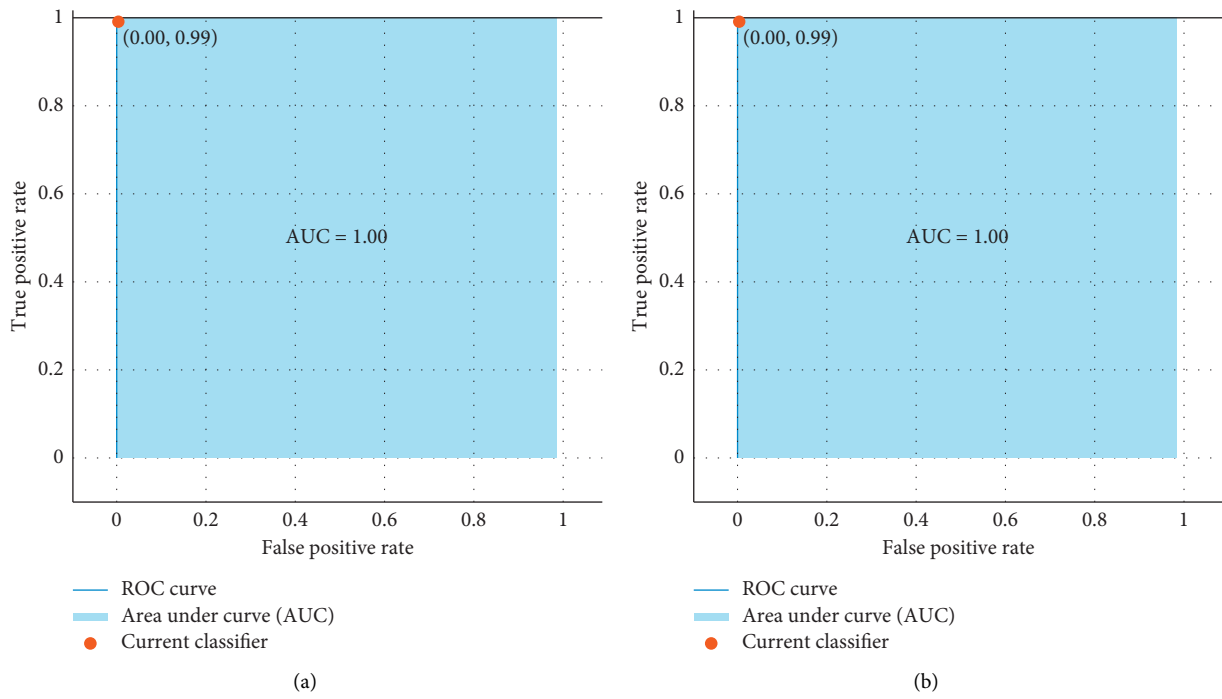 1
0.8
0.6
0.4
0.2
0
True positive rate
(0.00, 0.99)
AUC = 1.00
0 0.2 0.4 0.6 0.8 1
False positive rate
ROC curve
Area under curve (AUC)
Current classifier
(a)
1
0.8
0.6
0.4
0.2
0
True positive rate
(0.00, 0.99)
AUC = 1.00
0 0.2 0.4 0.6 0.8 1
False positive rate
ROC curve
Area under curve (AUC)
Current classifier
(b)